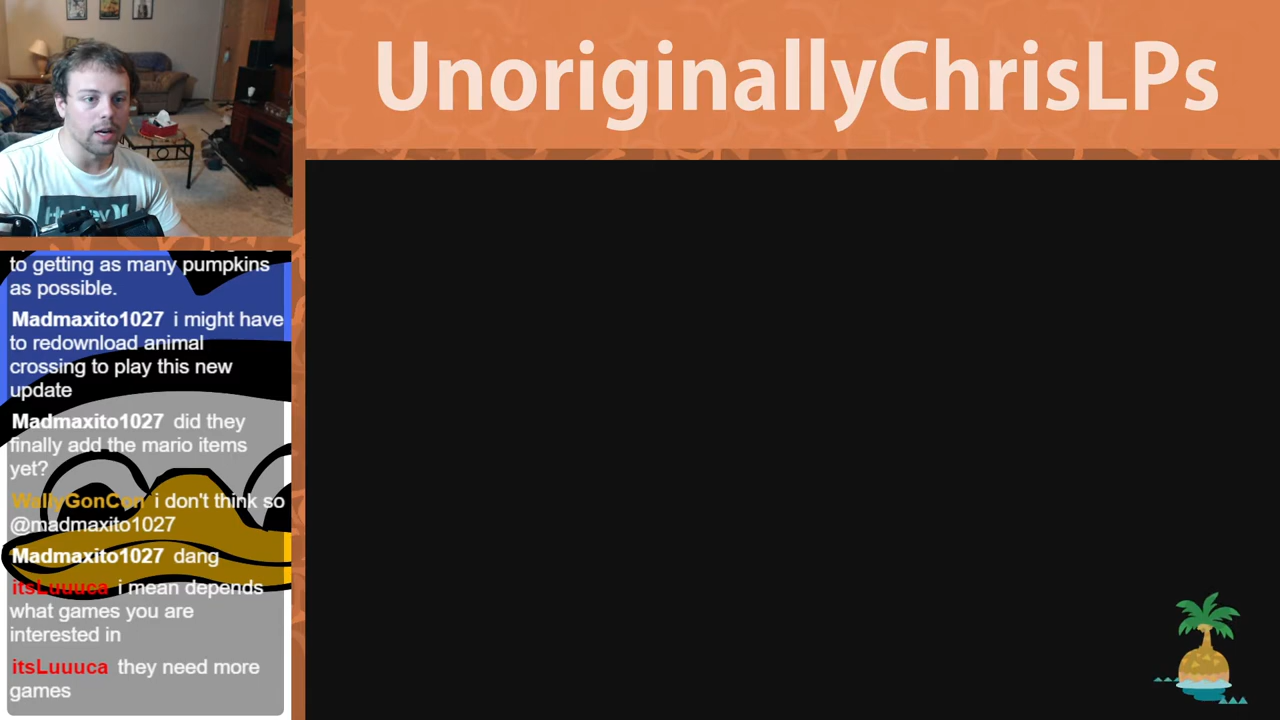 UnoriginallyChrisLPs
Hurley
to getting as many pumpkins
as possible.
Madmaxito1027 i might have
to redownload animal
crossing to play this new
update
Madmaxito1027 did they
finally add the mario items
yet?
WallyGonCon i don't think so
@madmaxito1027
Madmaxito1027 dang
itsLuuuca i mean depends
what games you are
interested in
itsLuuuca they need more
games